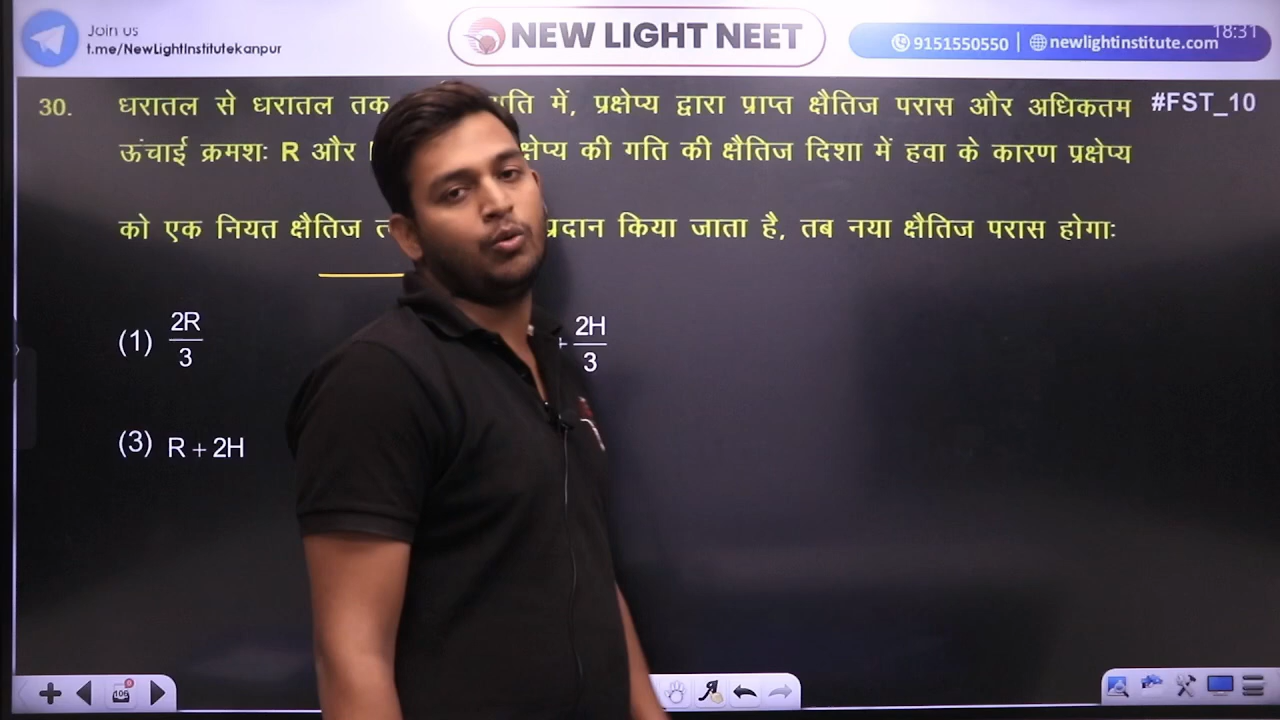 Join us
t.me/NewLightInstitutekanpur
NEW LIGHT NEET
9151550550 | newlightinstitute.com
18:31
30. धरातल से धरातल तक में, प्रक्षेप्य द्वारा प्राप्त क्षैतिज परास और अधिकतम #FST_10
ऊंचाई क्रमशः R और की गति की क्षैतिज दिशा में हवा के कारण प्रक्षेप्य
को एक नियत क्षैतिज प्रदान किया जाता है, तब नया क्षैतिज परास होगाः
(1) 2R/3
2H/3
(3) R + 2H